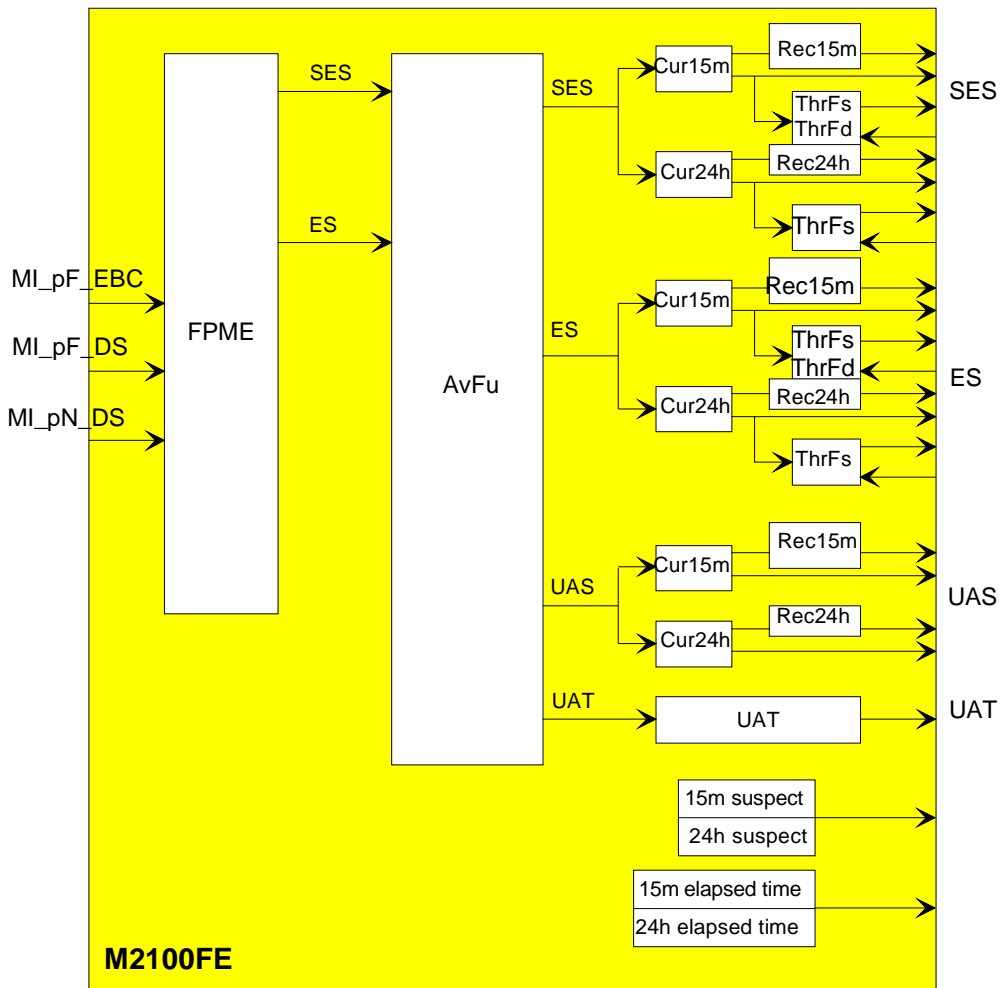 Rec15m
Cur15m
SES
SES
SES
ThrFs
ThrFd
Rec24h
Cur24h
ES
ThrFs
MI_pF_EBC
Rec15m
Cur15m
FPME
ES
MI_pF_DS
ThrFs
ThrFd
ES
AvFu
Rec24h
Cur24h
MI_pN_DS
ThrFs
Rec15m
Cur15m
UAS
UAS
Rec24h
Cur24h
UAT
UAT
UAT
15m suspect
24h suspect
15m elapsed time
24h elapsed time
M2100FE